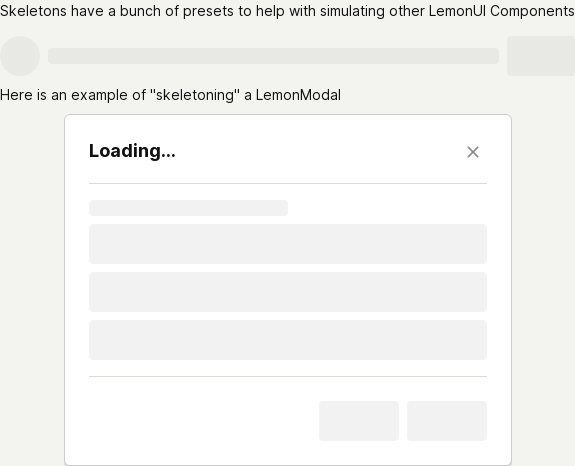 Skeletons have a bunch of presets to help with simulating other LemonUI Components
Here is an example of "skeletoning" a LemonModal
Loading...